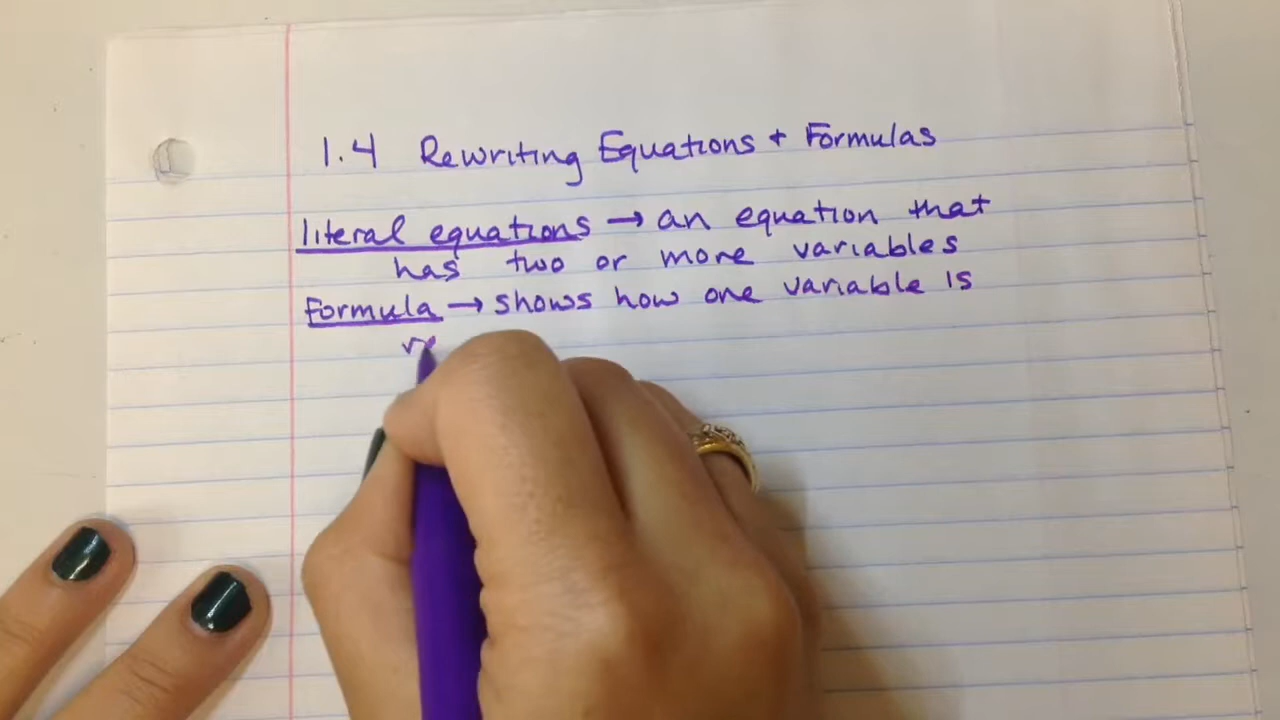 1.4 Rewriting Equations + Formulas
literal equations → an equation that
has two or more variables
Formula → shows how one variable is